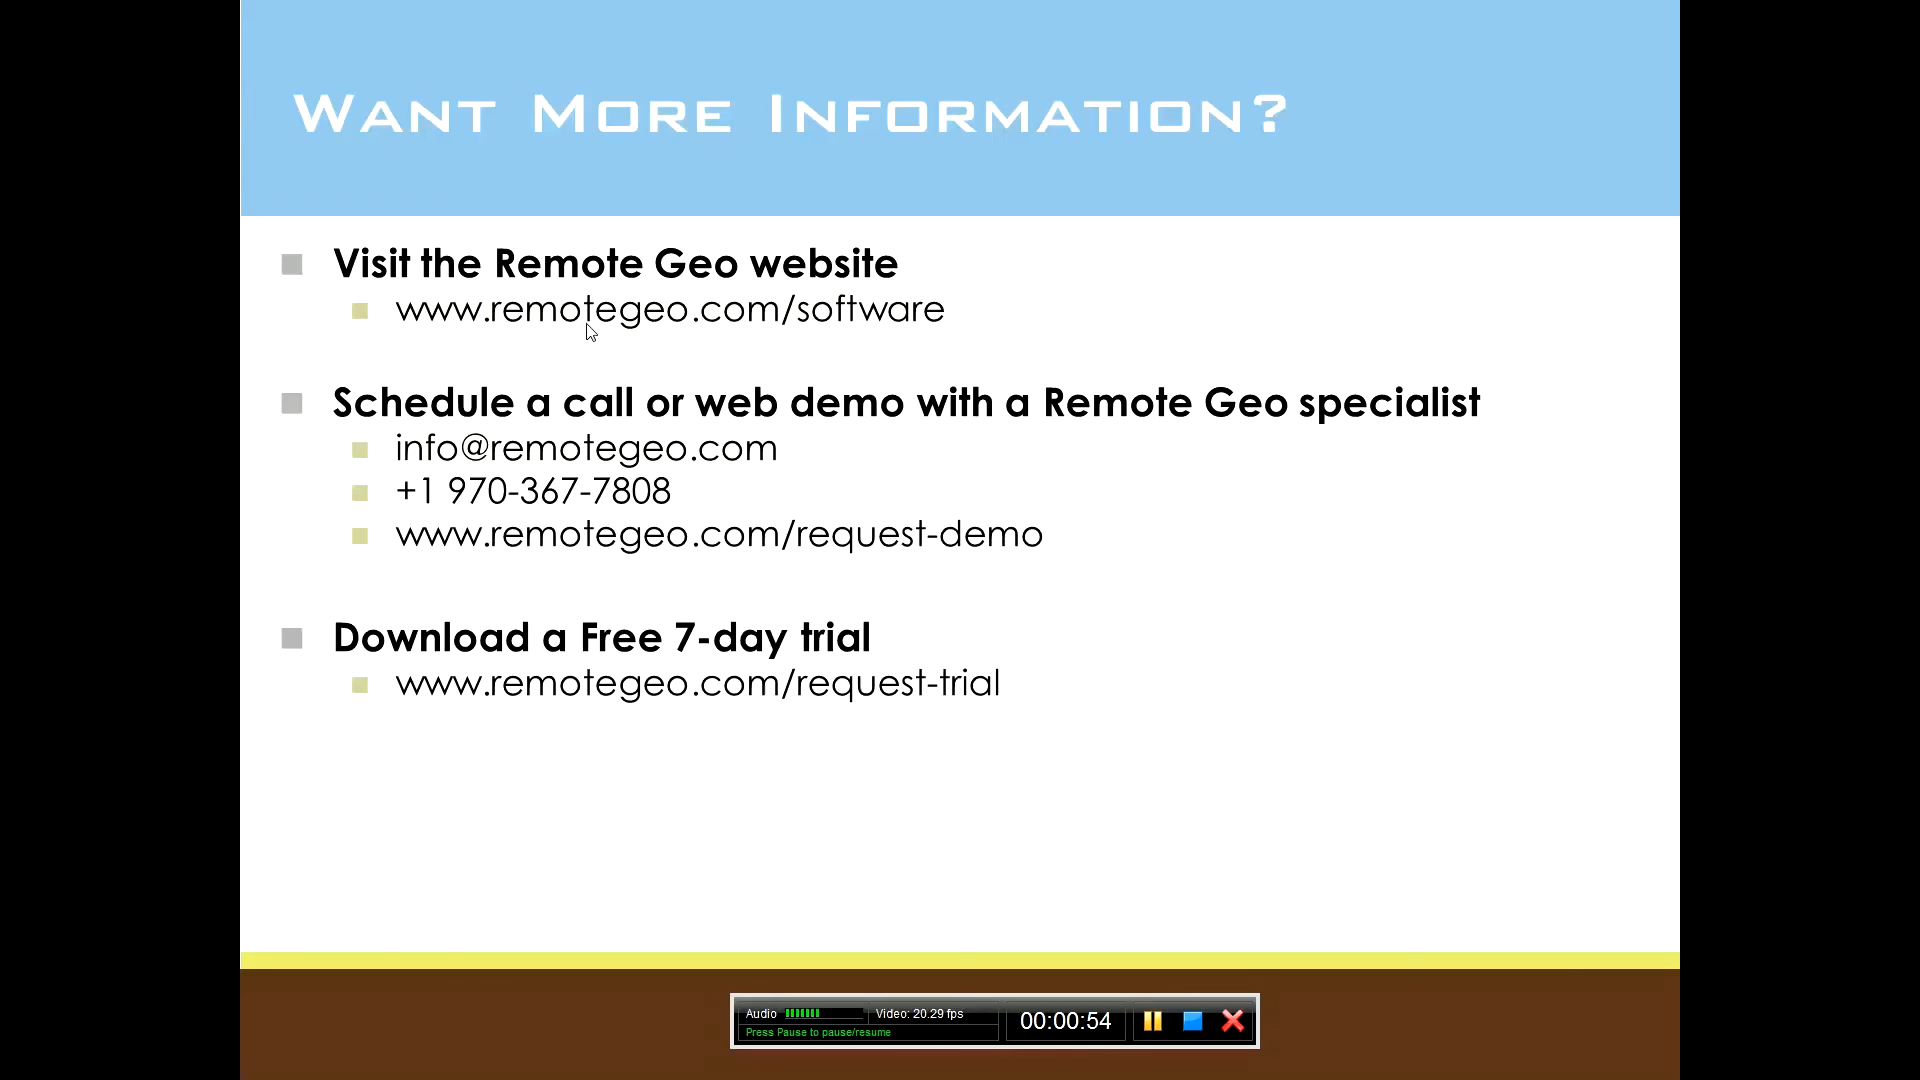 Want More Information?
Visit the Remote Geo website
www.remotegeo.com/software
Schedule a call or web demo with a Remote Geo specialist
info@remotegeo.com
+1 970-367-7808
www.remotegeo.com/request-demo
Download a Free 7-day trial
www.remotegeo.com/request-trial
Audio Video: 20.29 fps
Press Pause to pause/resume
00:00:54